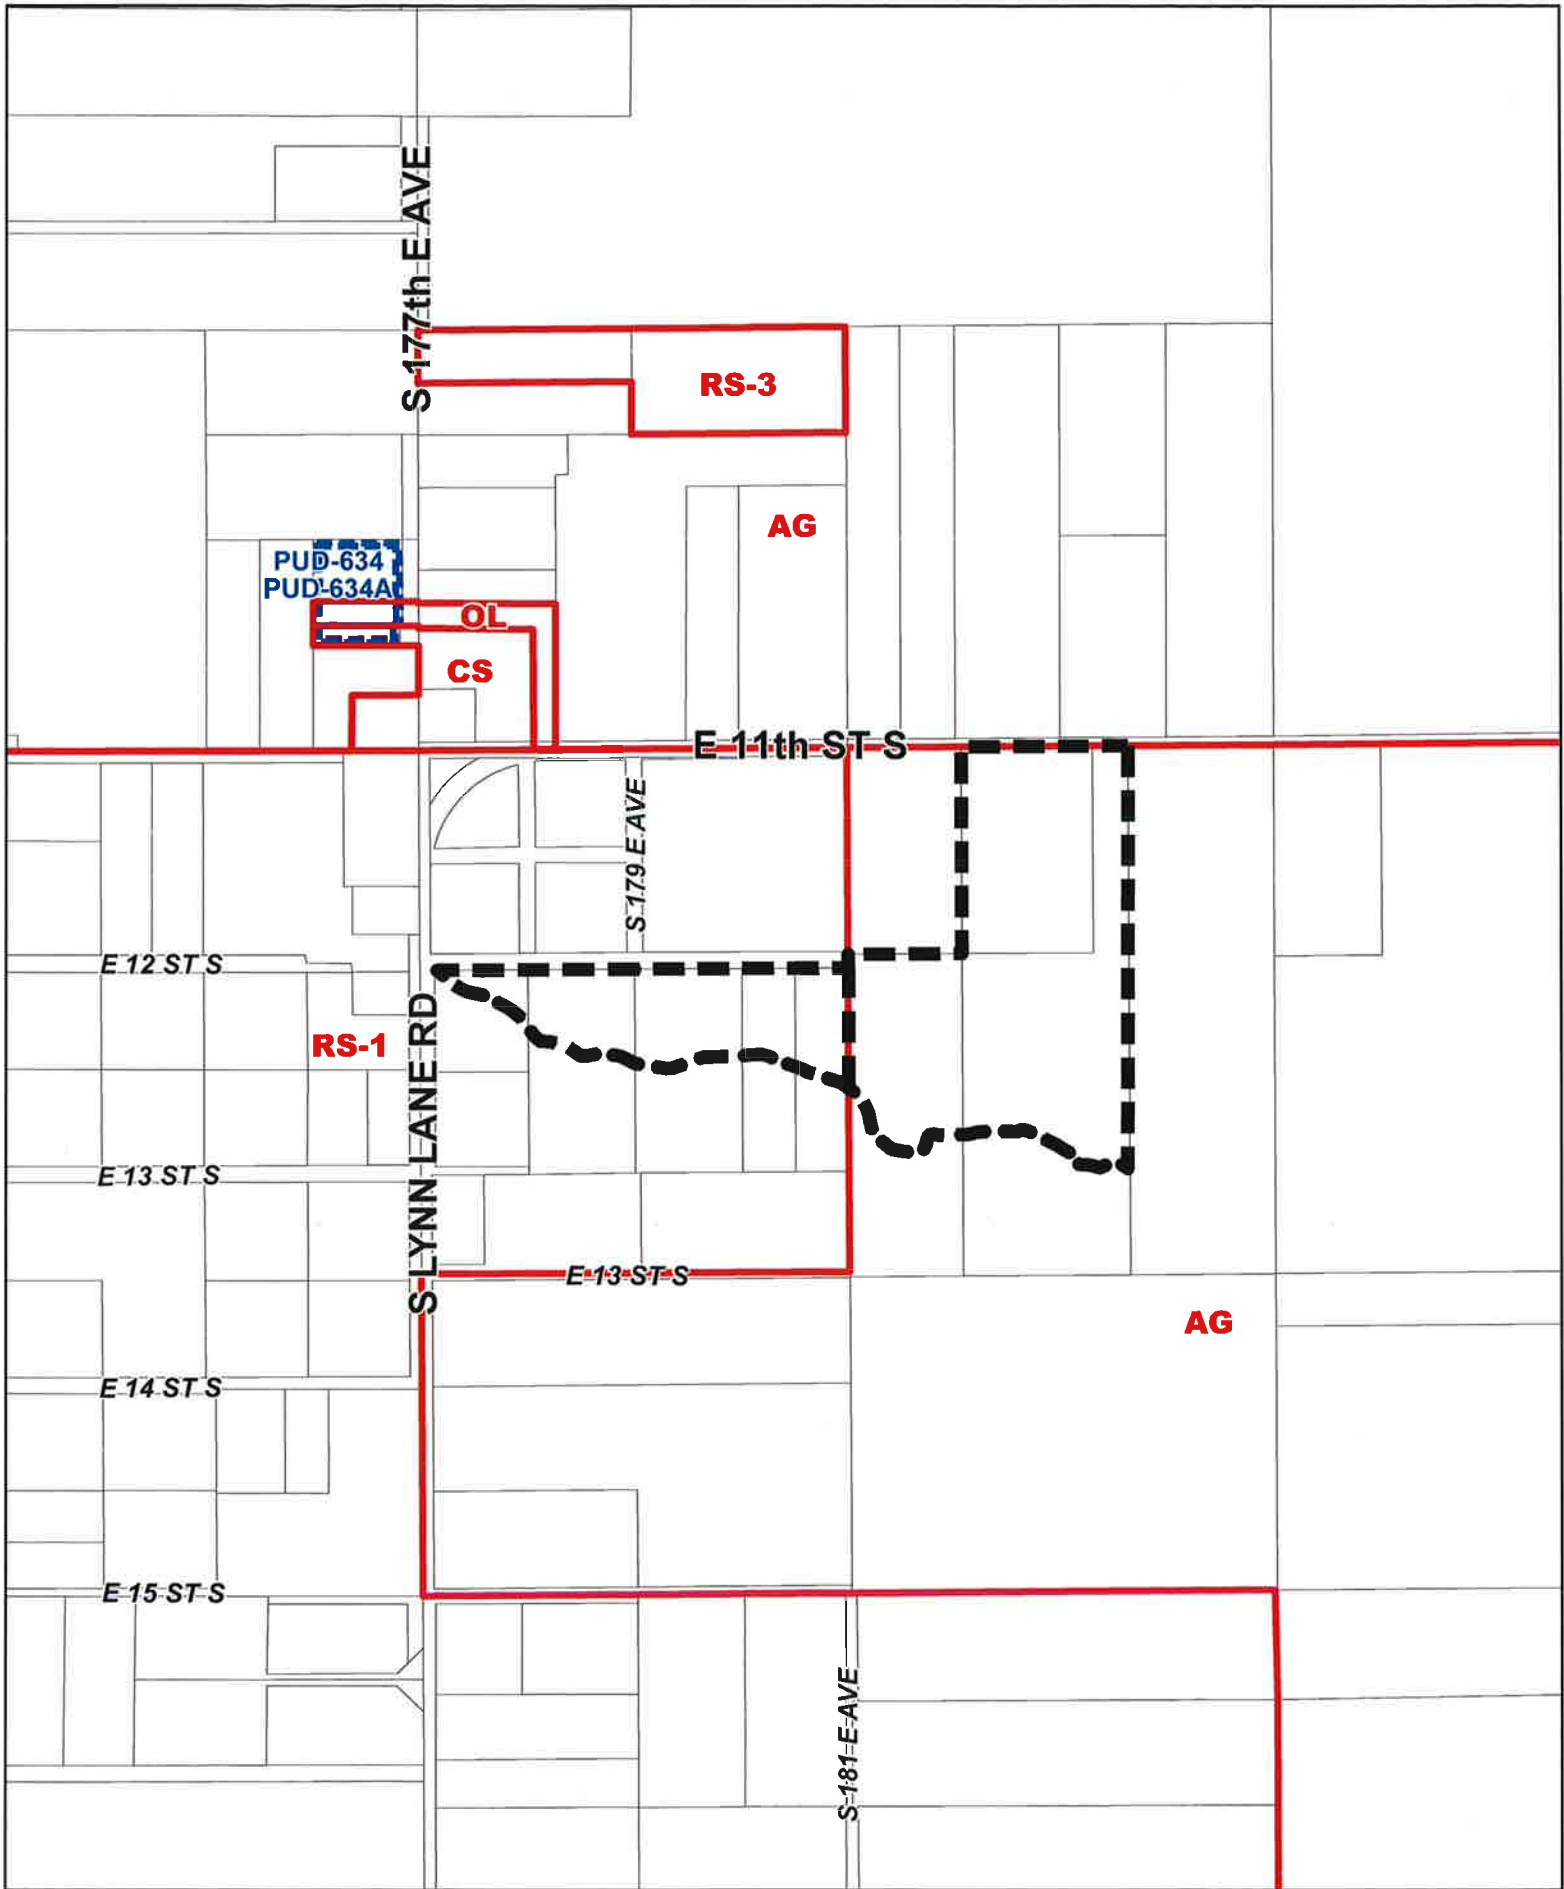 S 177th E AVE
RS-3
AG
PUD-634
PUD-634A
OL
CS
E 11th ST S
S 179 E AVE
E 12 ST S
RS-1
S LYNN LANE RD
E 13 ST S
E 13 ST S
AG
E 14 ST S
E 15 ST S
S 181 E AVE